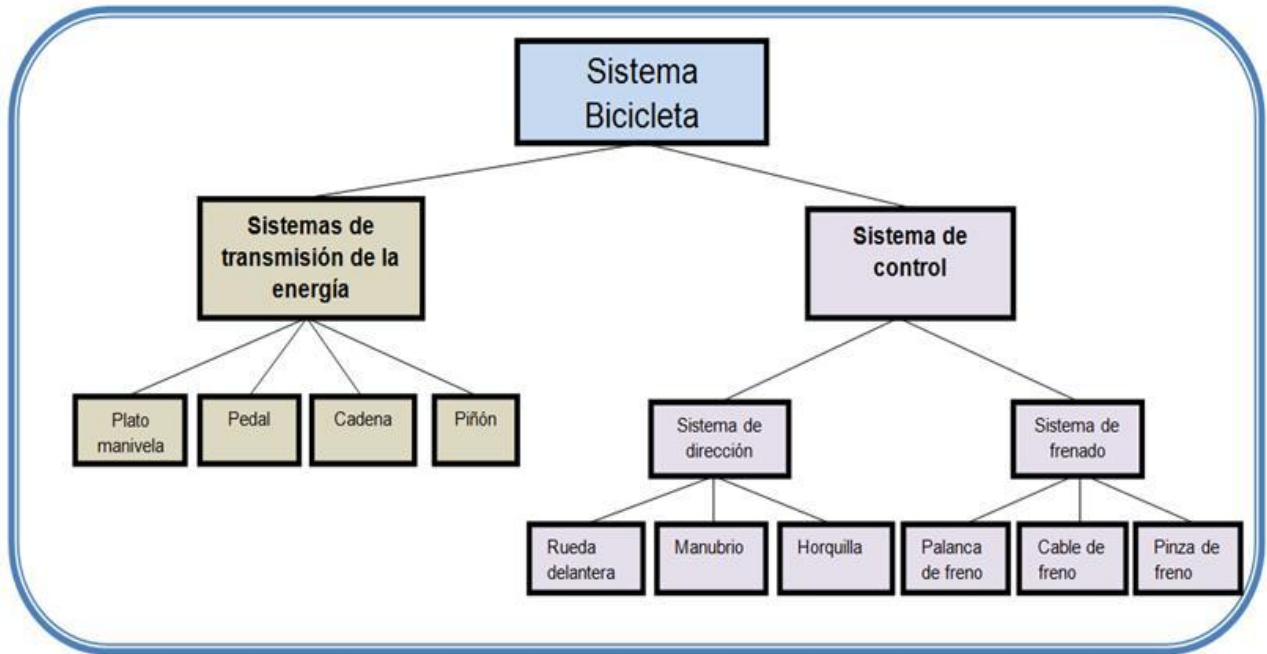 Sistema
Bicicleta
Sistemas de
transmisión de la
energía
Sistema de
control
Plato
manivela
Pedal
Cadena
Piñón
Sistema de
dirección
Sistema de
frenado
Rueda
delantera
Manubrio
Horquilla
Palanca
de freno
Cable de
freno
Pinza de
freno